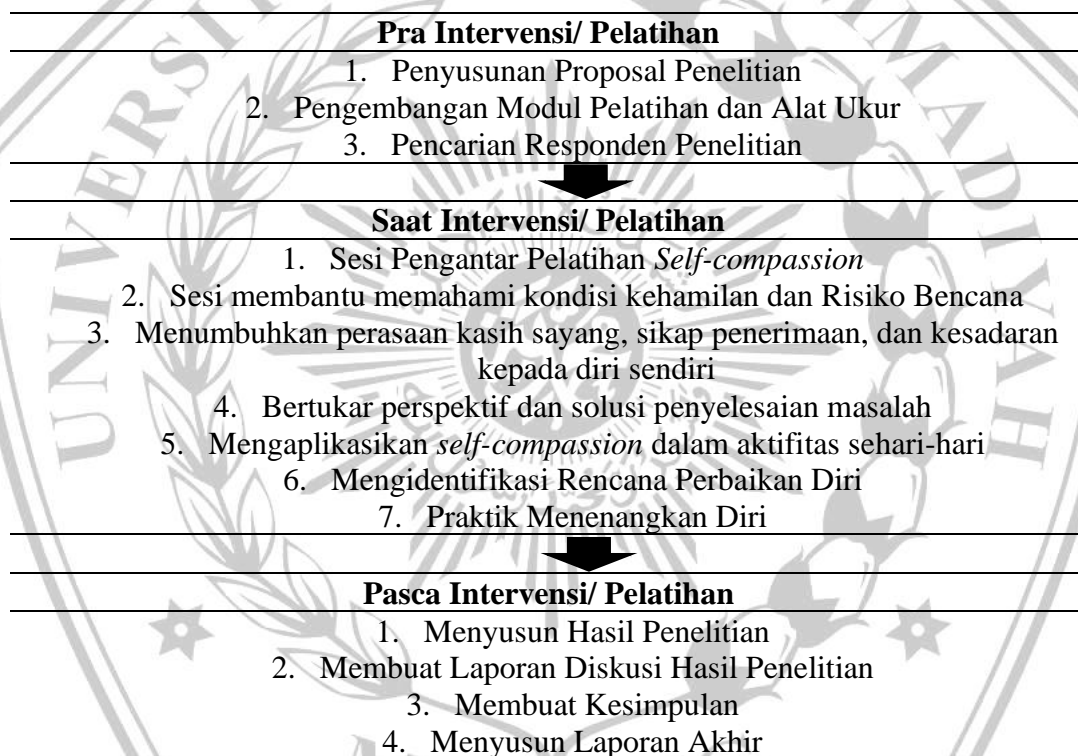 Pra Intervensi/ Pelatihan
1. Penyusunan Proposal Penelitian
2. Pengembangan Modul Pelatihan dan Alat Ukur
3. Pencarian Responden Penelitian
Saat Intervensi/ Pelatihan
1. Sesi Pengantar Pelatihan Self-compassion
2. Sesi membantu memahami kondisi kehamilan dan Risiko Bencana
3. Menumbuhkan perasaan kasih sayang, sikap penerimaan, dan kesadaran
kepada diri sendiri
4. Bertukar perspektif dan solusi penyelesaian masalah
5. Mengaplikasikan self-compassion dalam aktifitas sehari-hari
6. Mengidentifikasi Rencana Perbaikan Diri
7. Praktik Menenangkan Diri
Pasca Intervensi/ Pelatihan
1. Menyusun Hasil Penelitian
2. Membuat Laporan Diskusi Hasil Penelitian
3. Membuat Kesimpulan
4. Menyusun Laporan Akhir